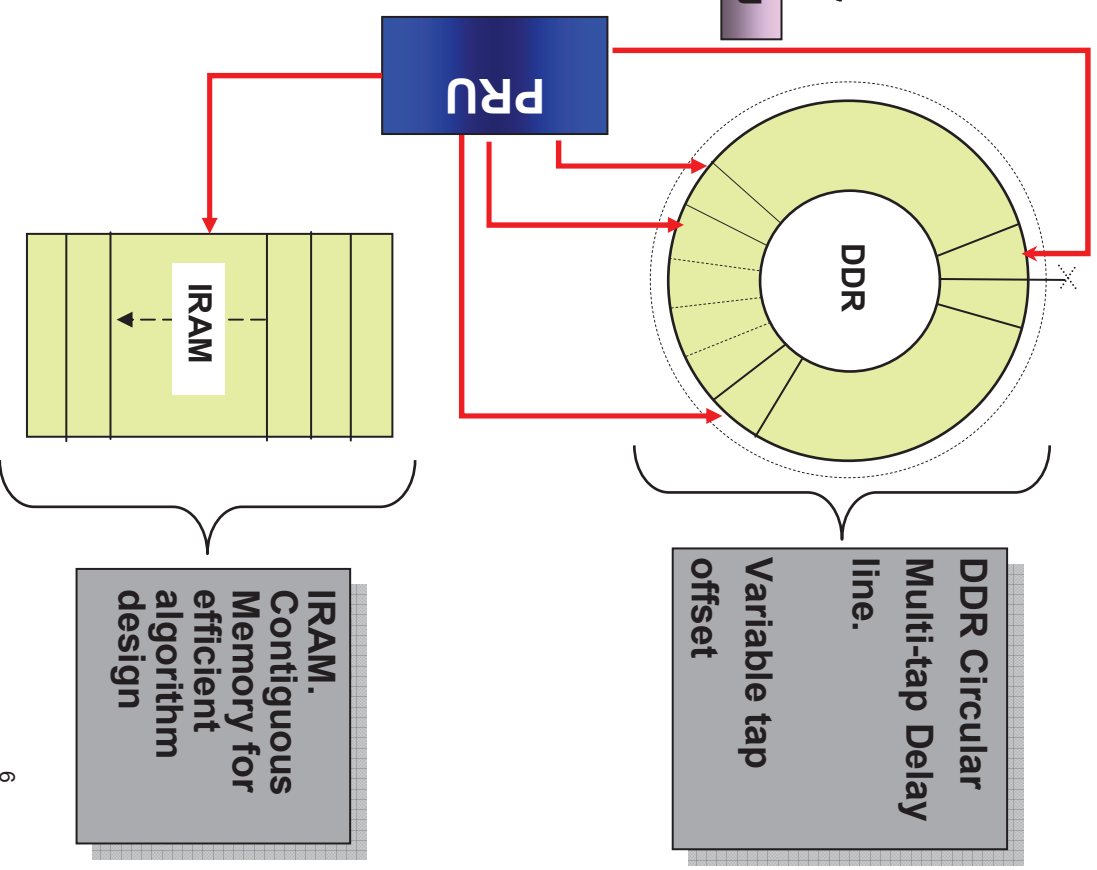 PRU
DDR
IRAM
DDR Circular
Multi-tap Delay
line.
Variable tap
offset
IRAM.
Contiguous
Memory for
efficient
algorithm
design
6